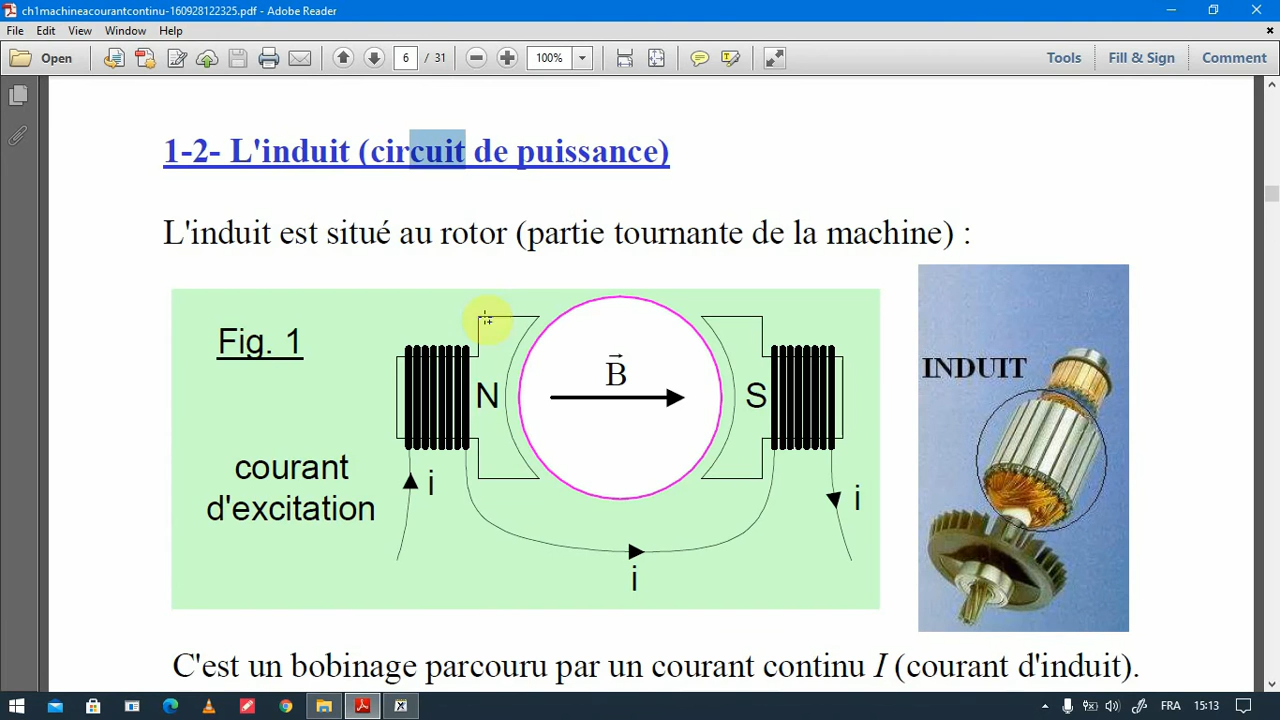 ch1machineacourantcontinu-160928122325.pdf - Adobe Reader
File Edit View Window Help
Open 6 / 31 100% Tools Fill & Sign Comment
1-2- L'induit (circuit de puissance)
L'induit est situé au rotor (partie tournante de la machine) :
Fig. 1
B
N
S
courant
d'excitation
i
i
i
INDUIT
C'est un bobinage parcouru par un courant continu I (courant d'induit).
FRA 15:13